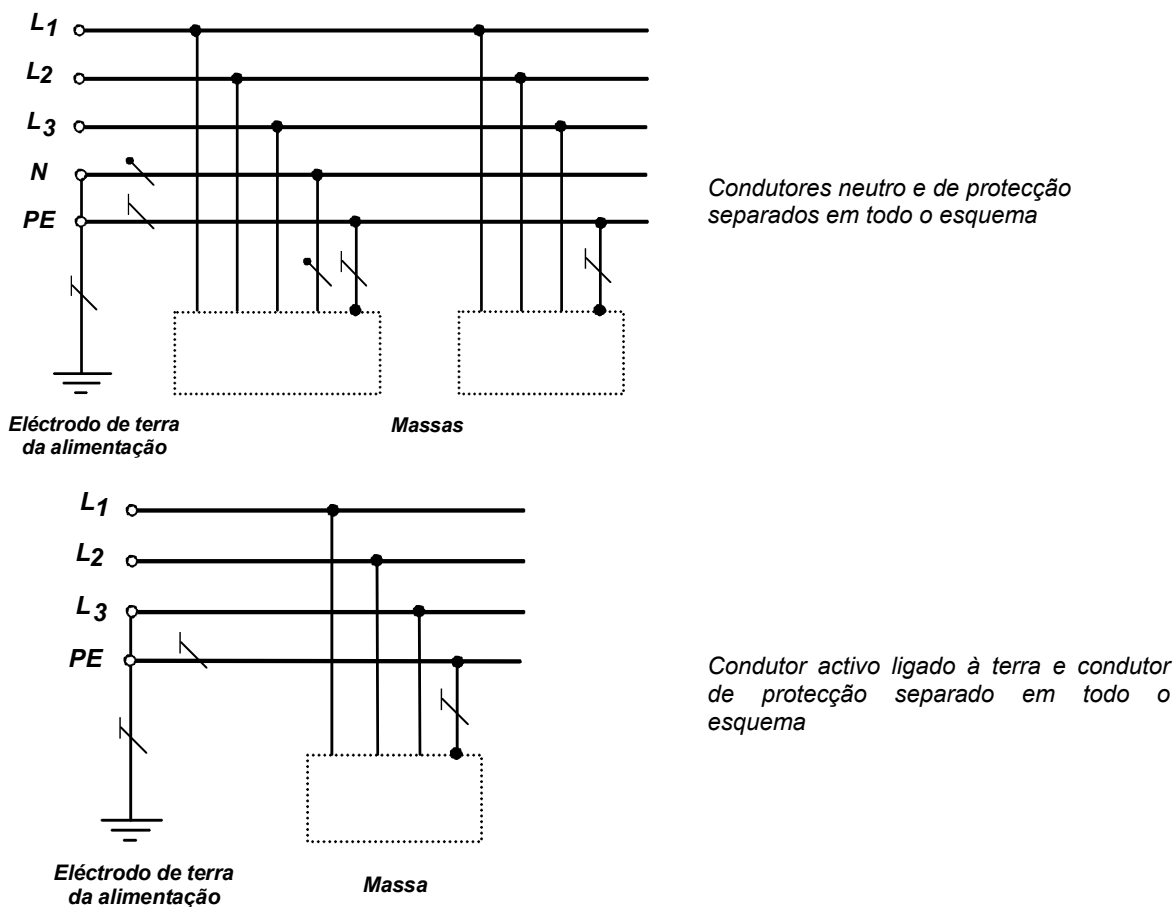 L1
L2
L3
N
PE
Condutores neutro e de protecção
separados em todo o esquema
Eléctrodo de terra
da alimentação
Massas
L1
L2
L3
PE
Condutor activo ligado à terra e condutor
de protecção separado em todo o
esquema
Eléctrodo de terra
da alimentação
Massa